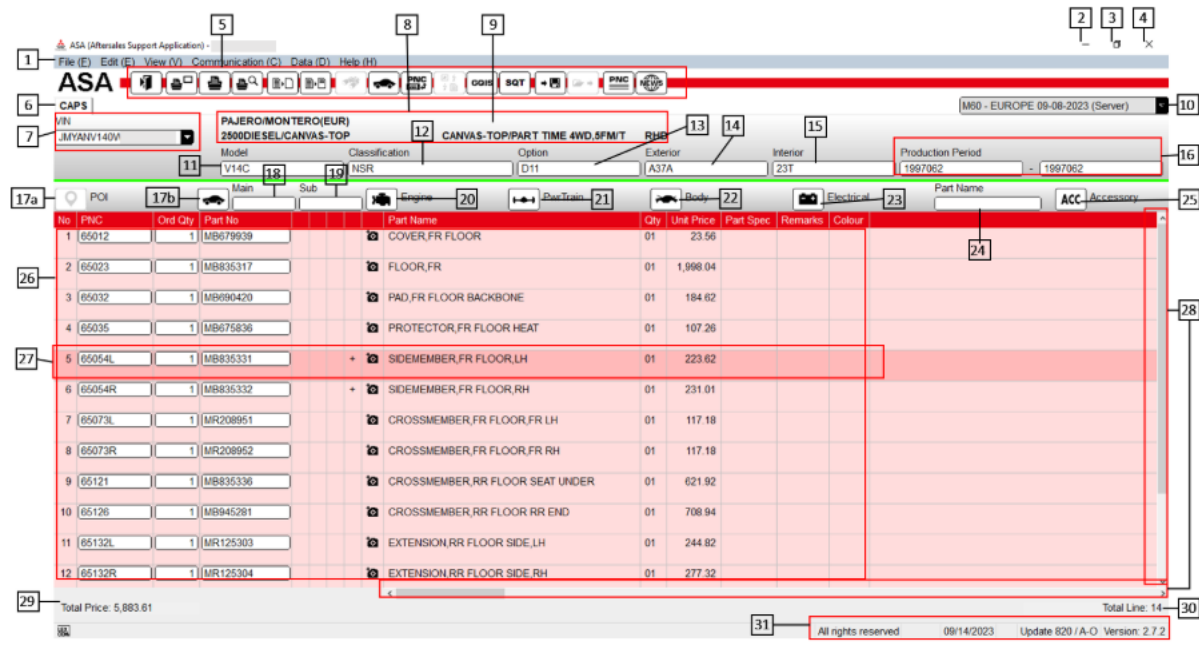 5 8 9 2 3 4
ASA (Aftersales Support Application) -
1 File (F) Edit (E) View (V) Communication (C) Data (D) Help (H)
ASA PNC GGIS SQT PNC NEWS
6 CAPS M60 - EUROPE 09-08-2023 (Server) 10
7 VIN PAJERO/MONTERO(EUR)
JMYANV140V 2500DIESEL/CANVAS-TOP 12 CANVAS-TOP/PART TIME 4WD,5FM/T RHD 13 14 15 16
11 Model Classification Option Exterior Interior Production Period
V14C NSR D11 A37A 23T 1997062 - 1997062
17a POI 17b Main 18 Sub 19 Engine 20 PwrTrain 21 Body 22 Electrical 23 Part Name 24 ACC Accessory 25
No PNC Ord Qty Part No Part Name Qty Unit Price Part Spec Remarks Colour
1 65012 1 MB679939 COVER,FR FLOOR 01 23.56
26 2 65023 1 MB835317 FLOOR,FR 01 1,998.04
3 65032 1 MB690420 PAD,FR FLOOR BACKBONE 01 184.62 28
4 65035 1 MB675836 PROTECTOR,FR FLOOR HEAT 01 107.26
27 5 65054L 1 MB835331 + SIDEMEMBER,FR FLOOR,LH 01 223.62
6 65054R 1 MB835332 + SIDEMEMBER,FR FLOOR,RH 01 231.01
7 65073L 1 MR208951 CROSSMEMBER,FR FLOOR,FR LH 01 117.18
8 65073R 1 MR208952 CROSSMEMBER,FR FLOOR,FR RH 01 117.18
9 65121 1 MB835336 CROSSMEMBER,RR FLOOR SEAT UNDER 01 621.92
10 65126 1 MB945281 CROSSMEMBER,RR FLOOR RR END 01 708.94
11 65132L 1 MR125303 EXTENSION,RR FLOOR SIDE,LH 01 244.82
12 65132R 1 MR125304 EXTENSION,RR FLOOR SIDE,RH 01 277.32
29 Total Price: 5,883.61 Total Line: 14 30
31 All rights reserved 09/14/2023 Update 820 / A-O Version: 2.7.2